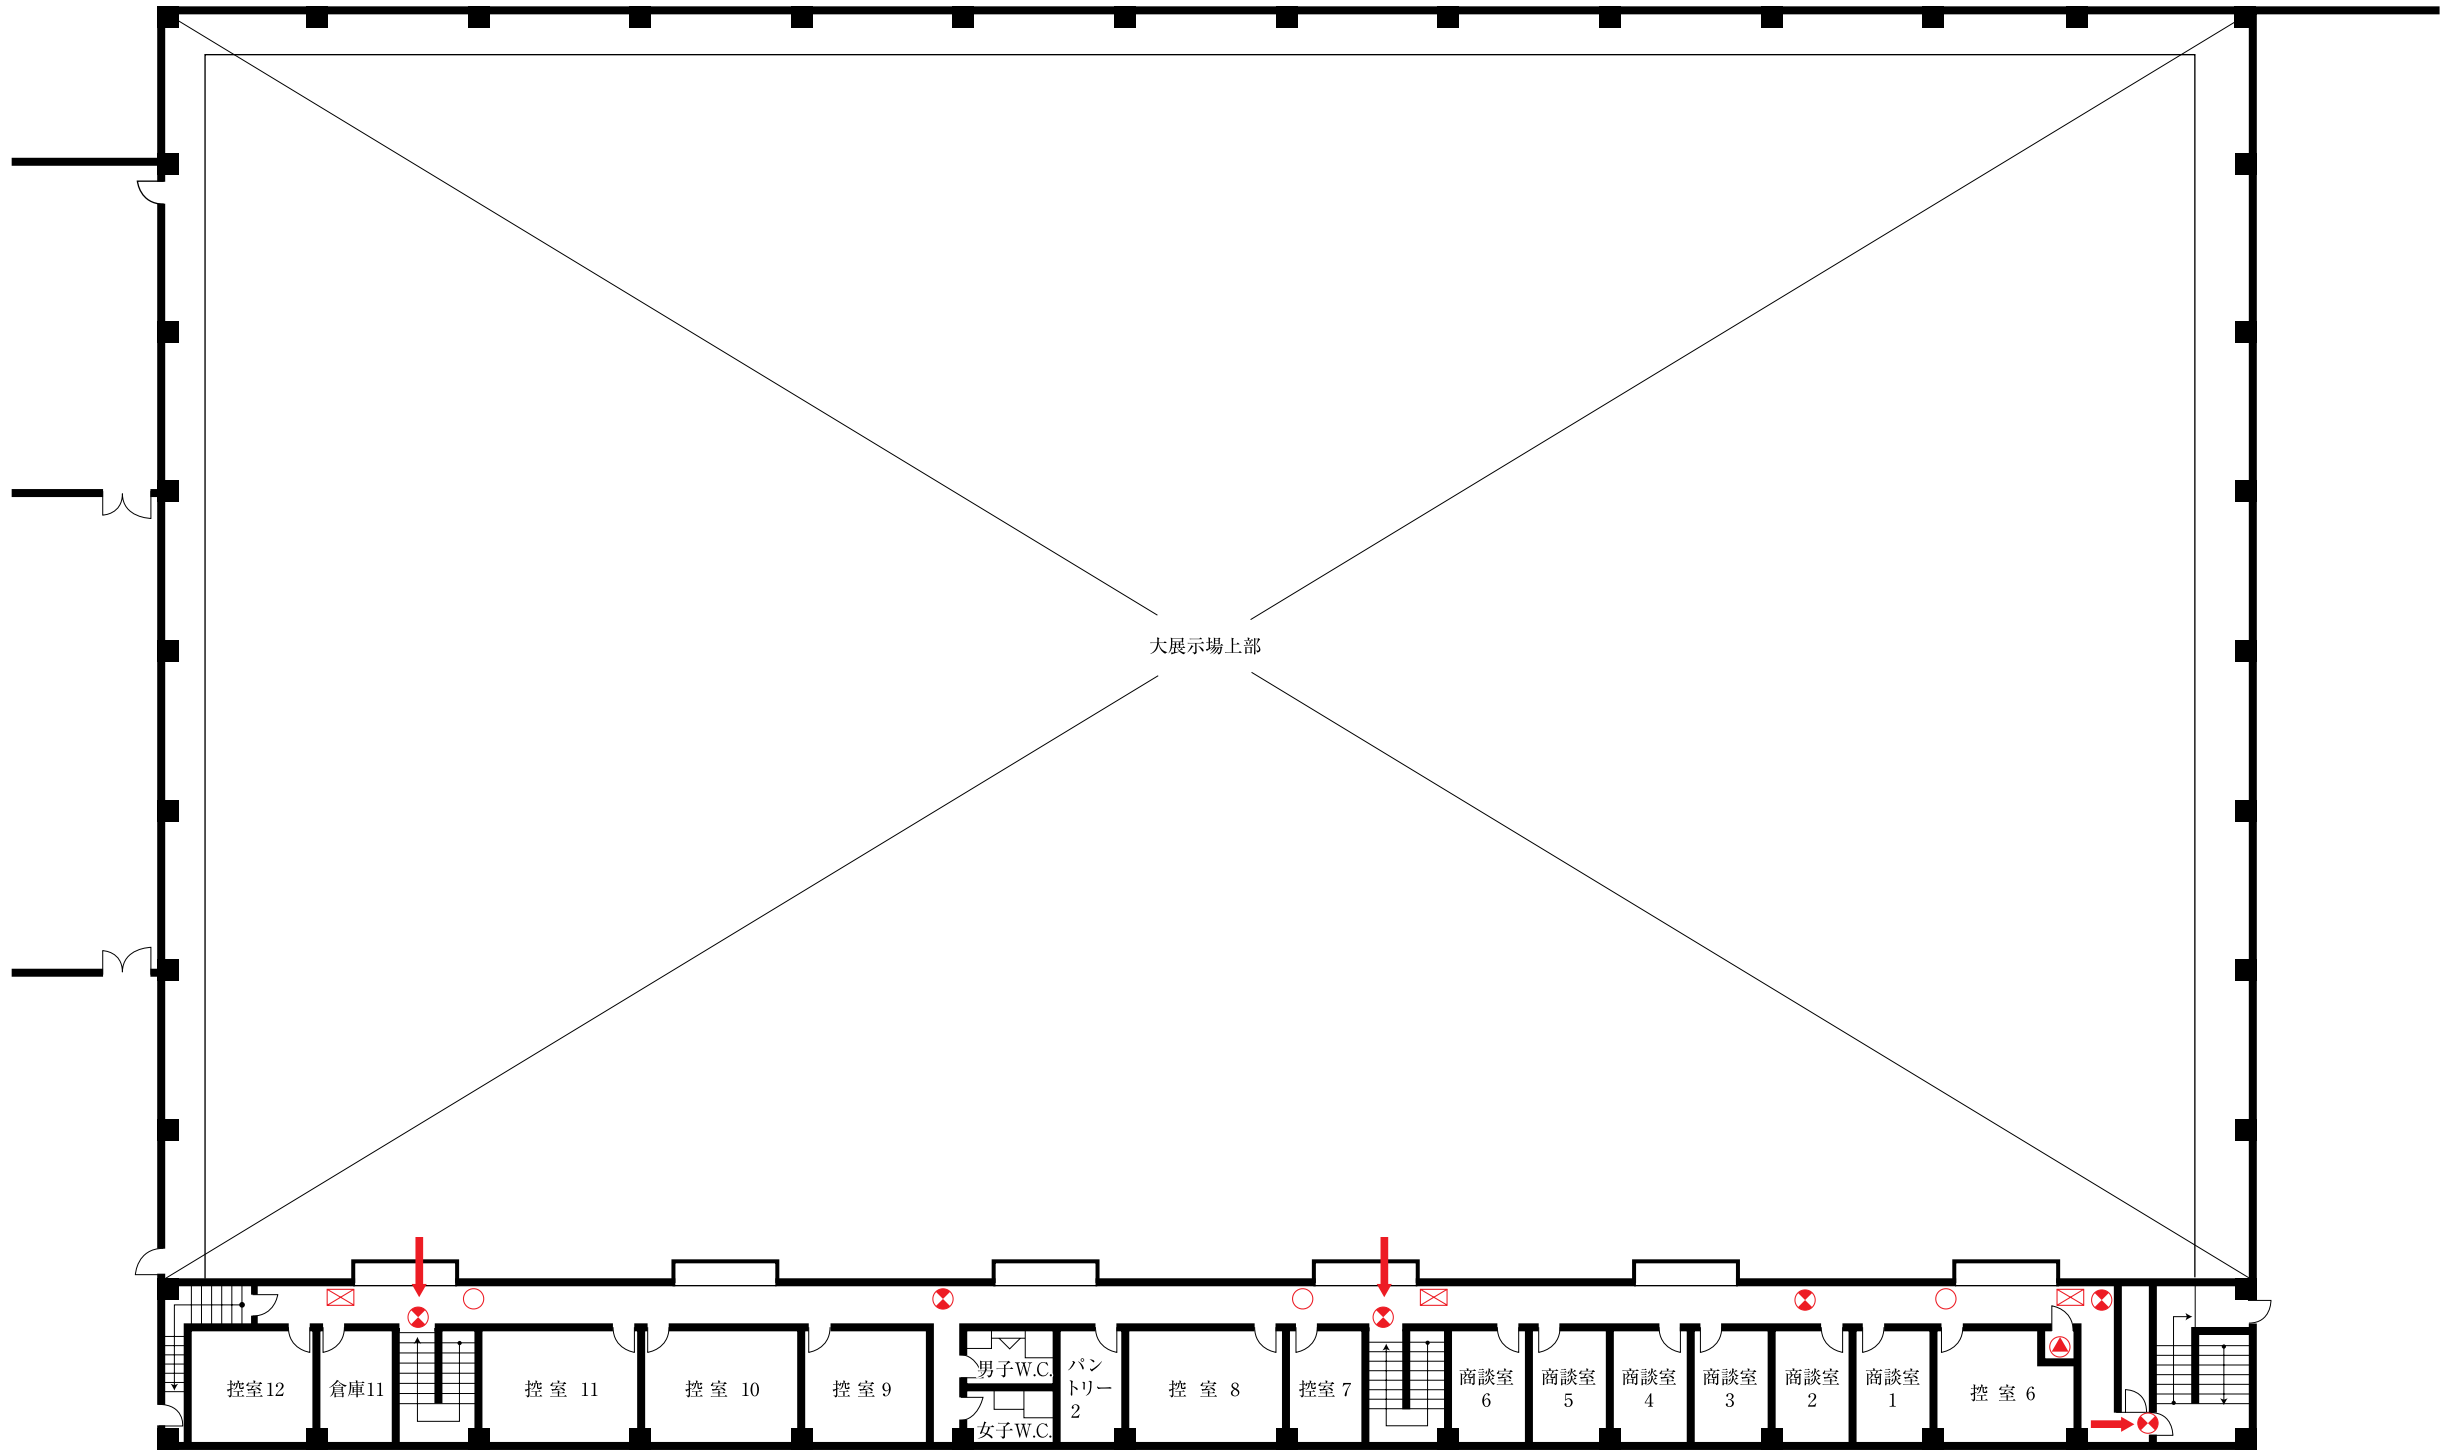 大展示場上部
控室12
倉庫11
控 室 11
控 室 10
控 室 9
男子W.C.
女子W.C.
パン
トリー
2
控 室 8
控室 7
商談室
6
商談室
5
商談室
4
商談室
3
商談室
2
商談室
1
控 室 6